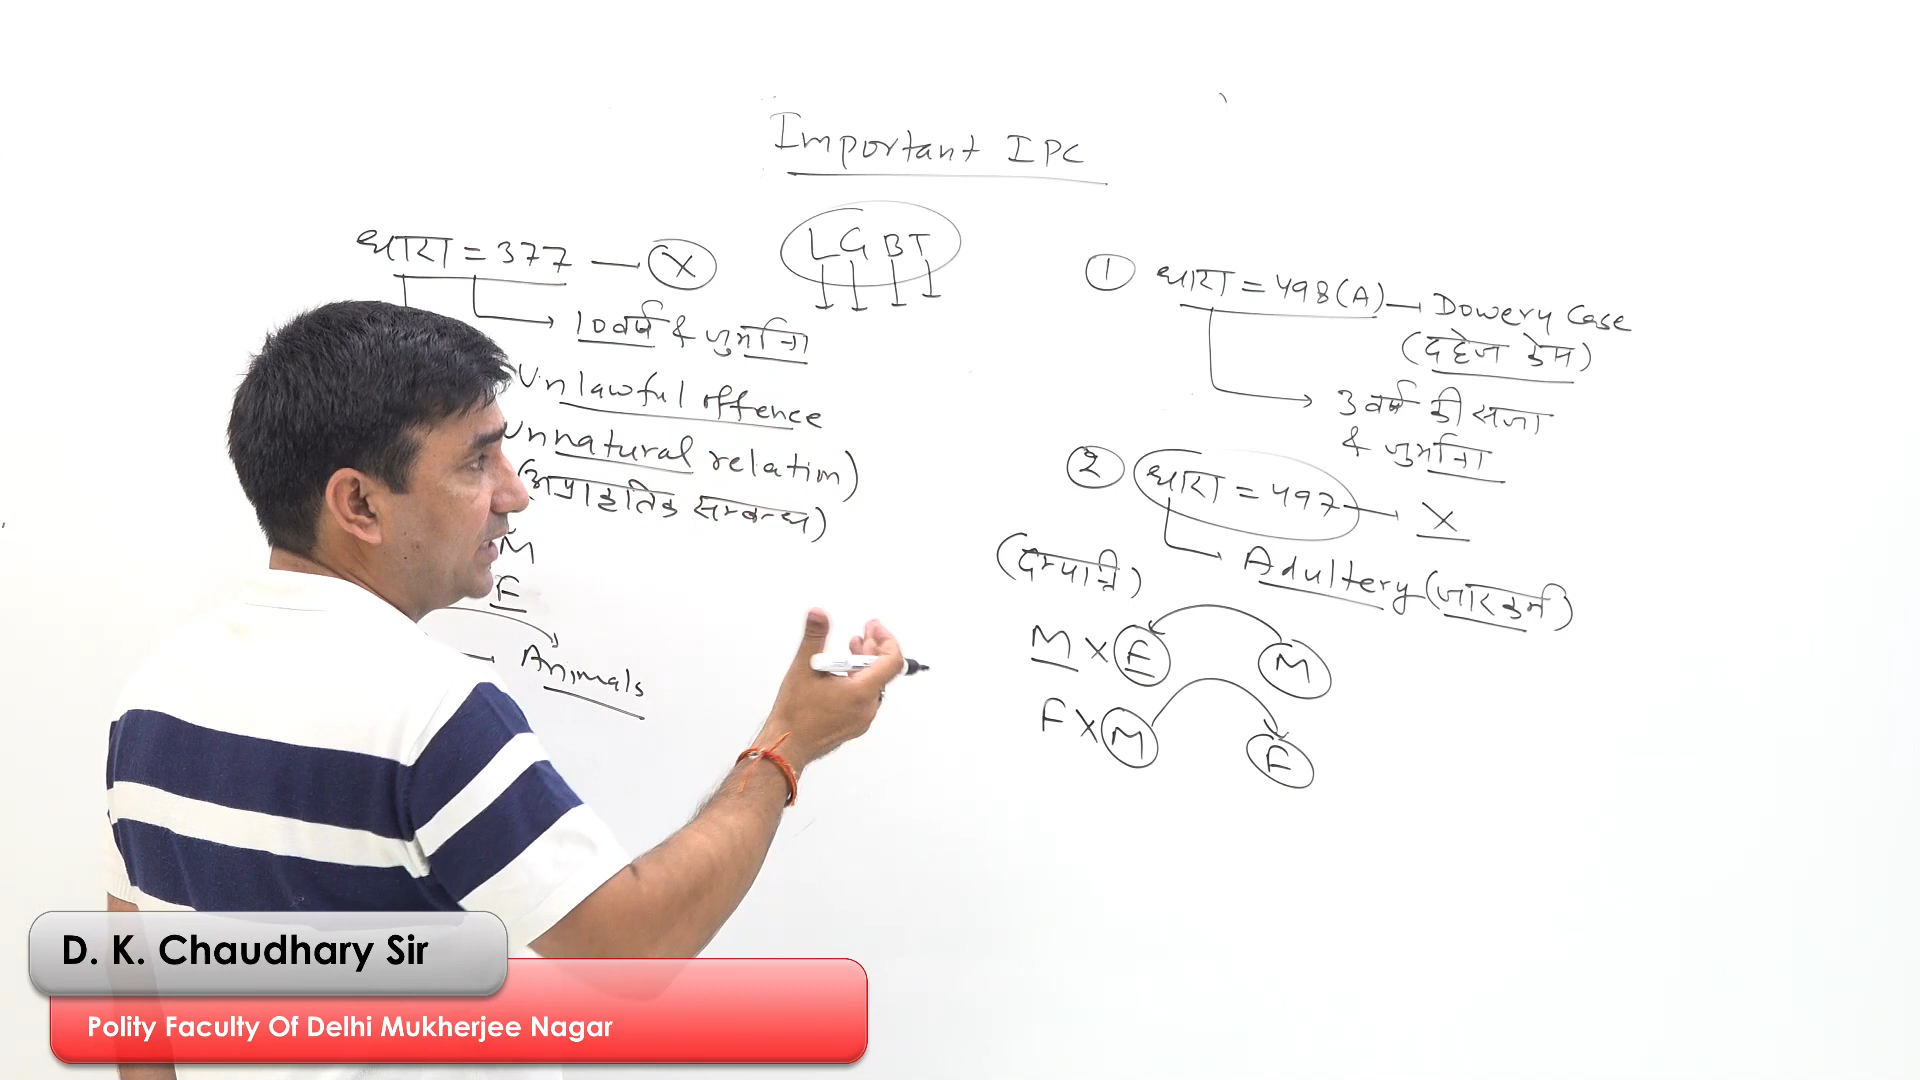 Important IPC
धारा = 377 — X
LGBT
10 वर्ष & जुर्माना
Unlawful offence
Unnatural relation)
(अप्राकृतिक सम्बन्ध)
M
F
Animals
1 धारा = 498(A) → Dowery Case
(दहेज केस)
3 वर्ष की सजा
& जुर्माना
2 धारा = 497 — X
Adultery (जारकर्म)
M X F M
F X M F
D. K. Chaudhary Sir
Polity Faculty Of Delhi Mukherjee Nagar